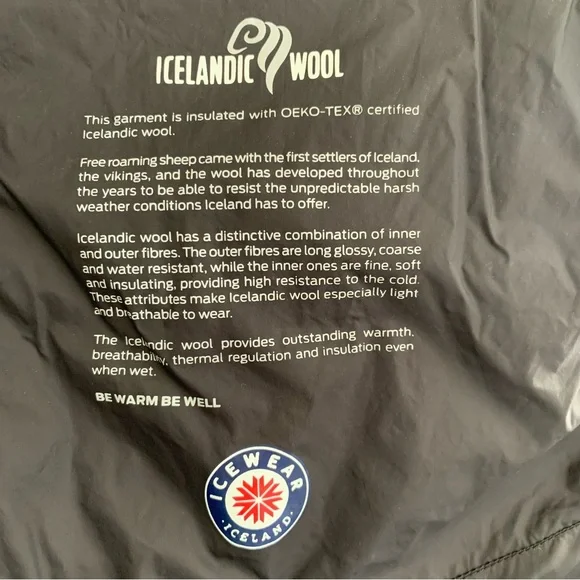 ICELANDIC WOOL
This garment is insulated with OEKO-TEX® certified
Icelandic wool.
Free roaming sheep came with the first settlers of Iceland,
the vikings, and the wool has developed throughout
the years to be able to resist the unpredictable harsh
weather conditions Iceland has to offer.
Icelandic wool has a distinctive combination of inner
and outer fibres. The outer fibres are long glossy, coarse
and water resistant, while the inner ones are fine, soft
and insulating, providing high resistance to the cold.
These attributes make Icelandic wool especially light
and breathable to wear.
The Icelandic wool provides outstanding warmth,
breathability, thermal regulation and insulation even
when wet.
BE WARM BE WELL
ICEWEAR
·ICELAND·